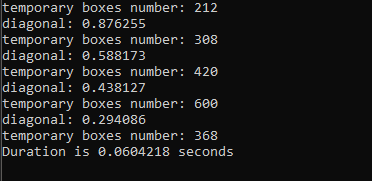 temporary boxes number: 212
diagonal: 0.876255
temporary boxes number: 308
diagonal: 0.588173
temporary boxes number: 420
diagonal: 0.438127
temporary boxes number: 600
diagonal: 0.294086
temporary boxes number: 368
Duration is 0.0604218 seconds